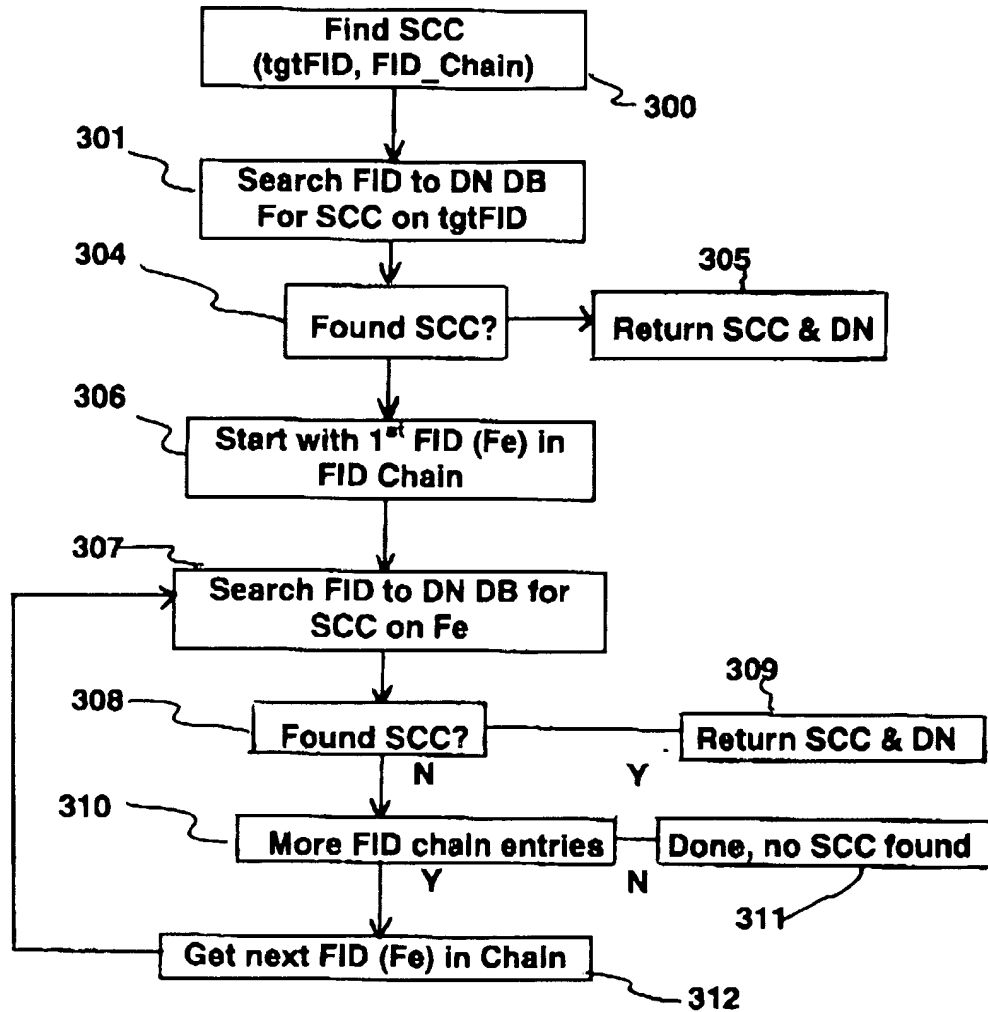 Find SCC
(tgtFID, FID_Chain)
300
301
Search FID to DN DB
For SCC on tgtFID
304
305
Found SCC?
Return SCC & DN
306
Start with 1st FID (Fe) in
FID Chain
307
Search FID to DN DB for
SCC on Fe
308
309
Found SCC?
Return SCC & DN
N
Y
310
More FID chain entries
Done, no SCC found
Y
N
311
Get next FID (Fe) in Chain
312